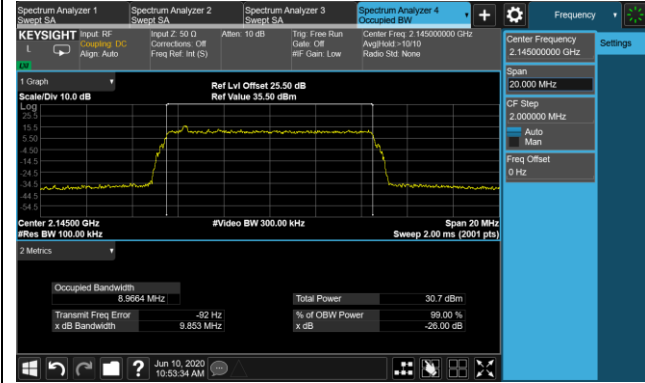 Spectrum Analyzer 1
Swept SA
Spectrum Analyzer 2
Swept SA
Spectrum Analyzer 3
Swept SA
Spectrum Analyzer 4
Occupied BW
+
Frequency
KEYSIGHT
L
Input: RF
Coupling: DC
Align: Auto
Input Z: 50 Ω
Corrections: Off
Freq Ref: Int (S)
Atten: 10 dB
Trig: Free Run
Gate: Off
#IF Gain: Low
Center Freq: 2.145000000 GHz
Avg|Hold:>10/10
Radio Std: None
Center Frequency
2.145000000 GHz
Settings
Span
20.000 MHz
CF Step
2.000000 MHz
Auto
Man
Freq Offset
0 Hz
1 Graph
Scale/Div 10.0 dB
Ref Lvl Offset 25.50 dB
Ref Value 35.50 dBm
Log
25.5
15.5
5.50
-4.50
-14.5
-24.5
-34.5
-44.5
-54.5
Center 2.14500 GHz
#Res BW 100.00 kHz
#Video BW 300.00 kHz
Span 20 MHz
Sweep 2.00 ms (2001 pts)
2 Metrics
Occupied Bandwidth
8.9664 MHz
Total Power
30.7 dBm
Transmit Freq Error
-92 Hz
% of OBW Power
99.00 %
x dB Bandwidth
9.853 MHz
x dB
-26.00 dB
?
Jun 10, 2020
10:53:34 AM